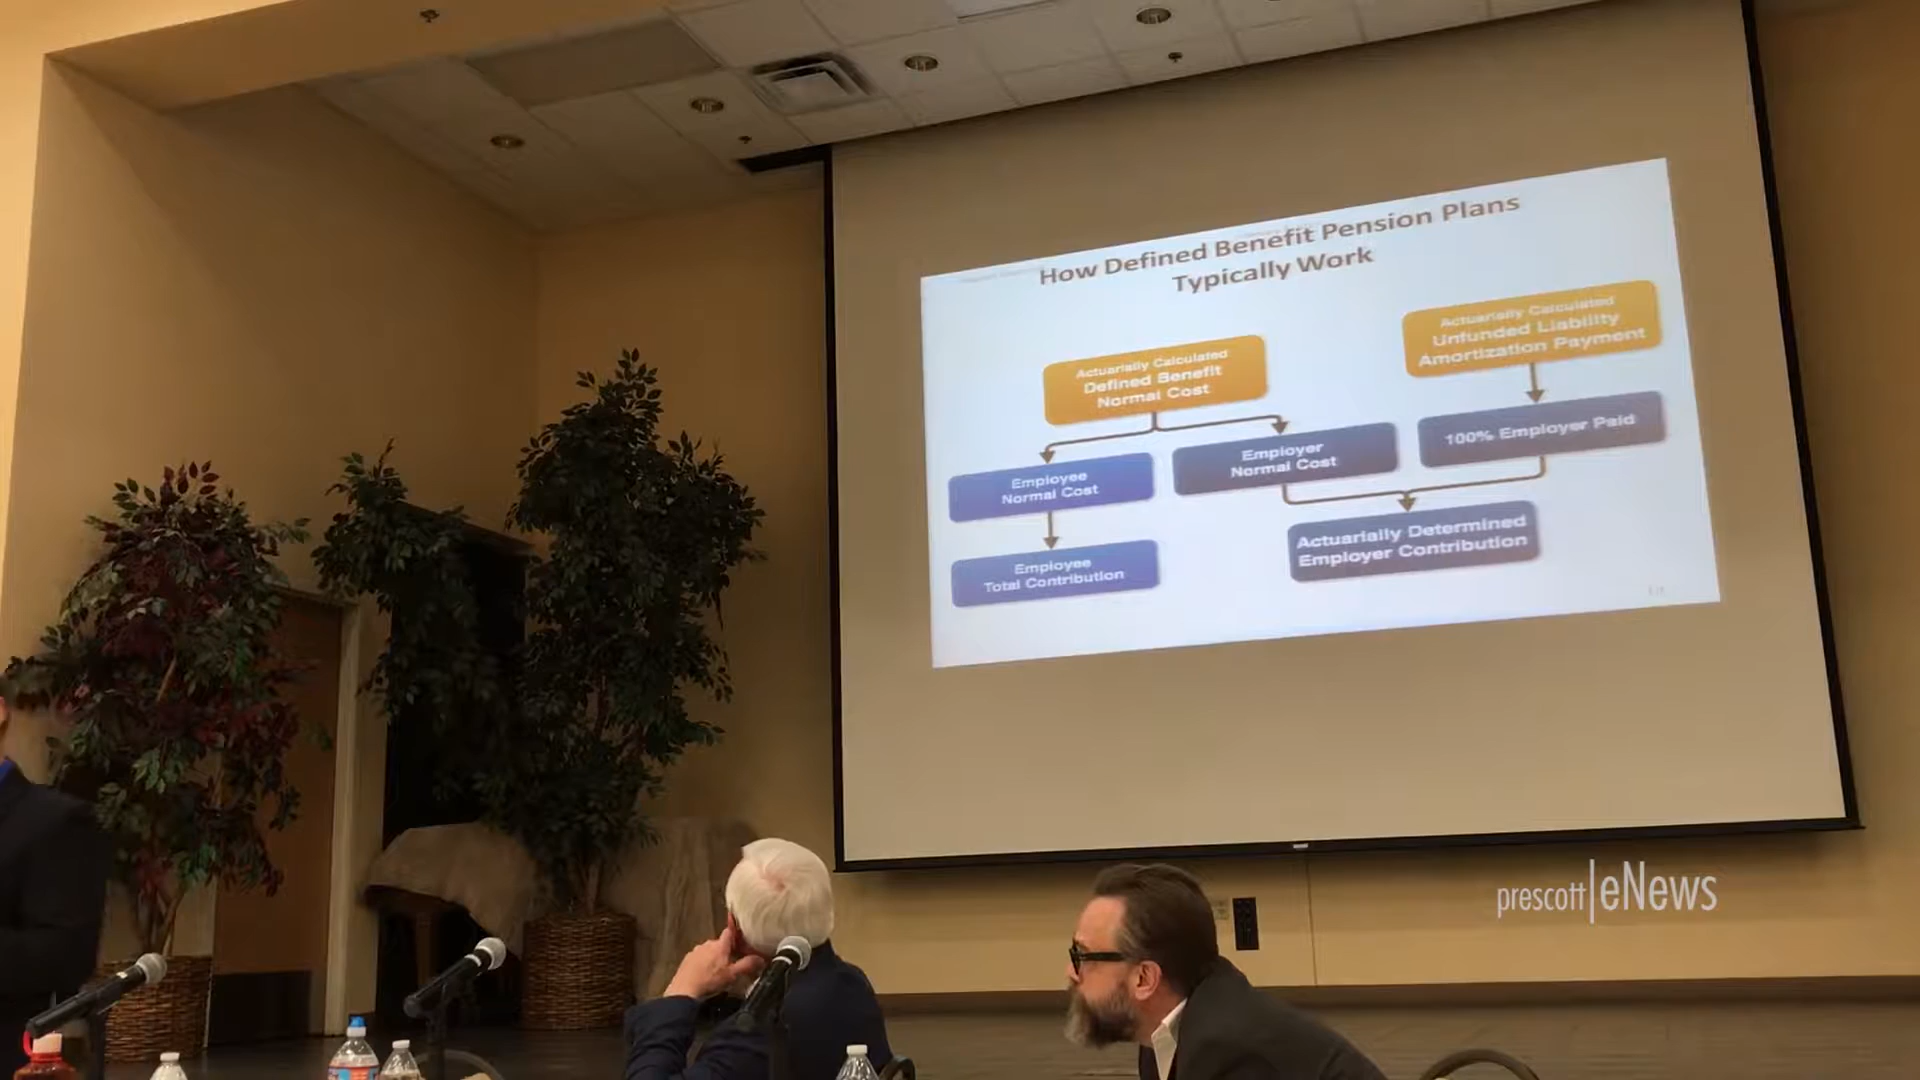 How Defined Benefit Pension Plans
Typically Work
Actuarially Calculated
Defined Benefit
Normal Cost
Actuarially Calculated
Unfunded Liability
Amortization Payment
Employee
Normal Cost
Employer
Normal Cost
100% Employer Paid
Employee
Total Contribution
Actuarially Determined
Employer Contribution
prescott|eNews